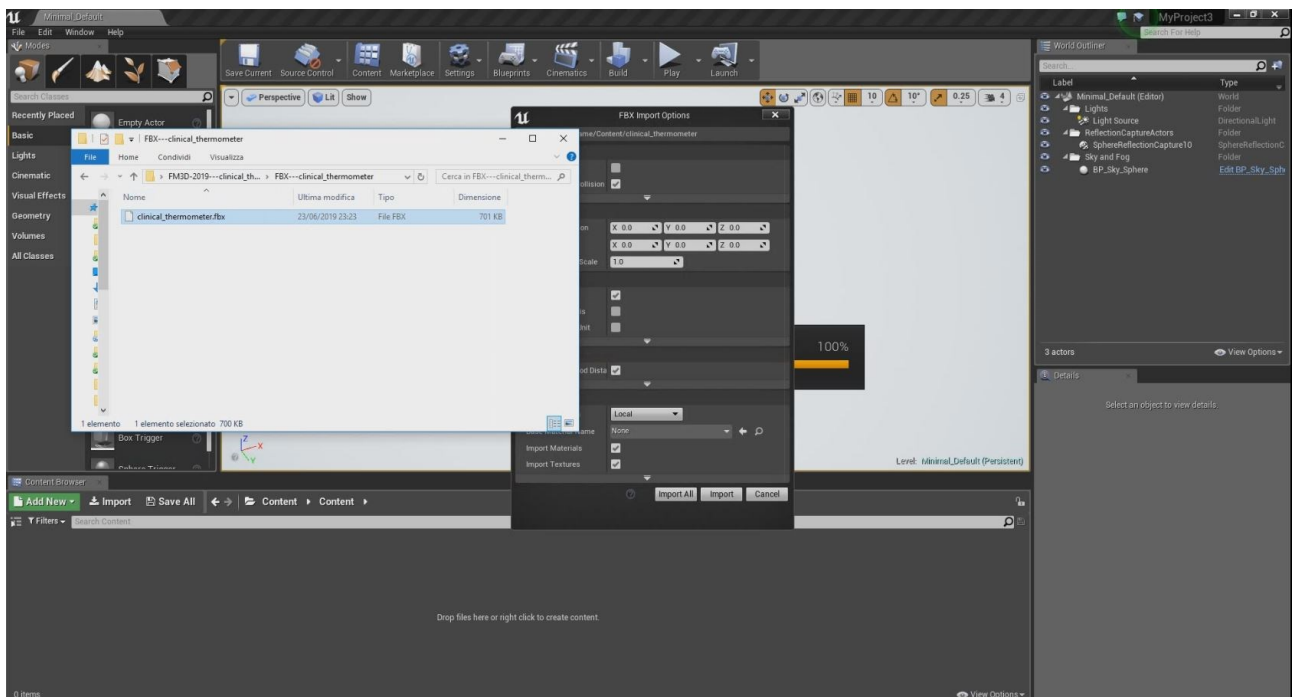 Minimal_Default
MyProject3
File Edit Window Help
Search For Help
Modes
Save Current Source Control Content Marketplace Settings Blueprints Cinematics Build Play Launch
World Outliner
Search Classes
Search...
Perspective Lit Show
10 10° 0.25 4
Label Type
Recently Placed
Basic
Lights
Cinematic
Visual Effects
Geometry
Volumes
All Classes
Empty Actor
Box Trigger
Minimal_Default (Editor) World
Lights Folder
Light Source DirectionalLight
ReflectionCaptureActors Folder
SphereReflectionCapture10 SphereReflectionC
Sky and Fog Folder
BP_Sky_Sphere Edit BP_Sky_Sph
3 actors View Options
Details
Select an object to view details.
FBX---clinical_thermometer
File Home Condividi Visualizza
FM3D-2019---clinical_th... > FBX---clinical_thermometer
Cerca in FBX---clinical_therm...
Nome Ultima modifica Tipo Dimensione
clinical_thermometer.fbx 23/06/2019 23:23 File FBX 701 KB
1 elemento 1 elemento selezionato 700 KB
FBX Import Options
/Content/clinical_thermometer
X 0.0 Y 0.0 Z 0.0
X 0.0 Y 0.0 Z 0.0
Scale 1.0
Local
Name None
Import Materials
Import Textures
Import All Import Cancel
100%
Z
X
Y
Level: Minimal_Default (Persistent)
Content Browser
Add New Import Save All Content Content
Filters Search Content
Drop files here or right click to create content.
0 items View Options